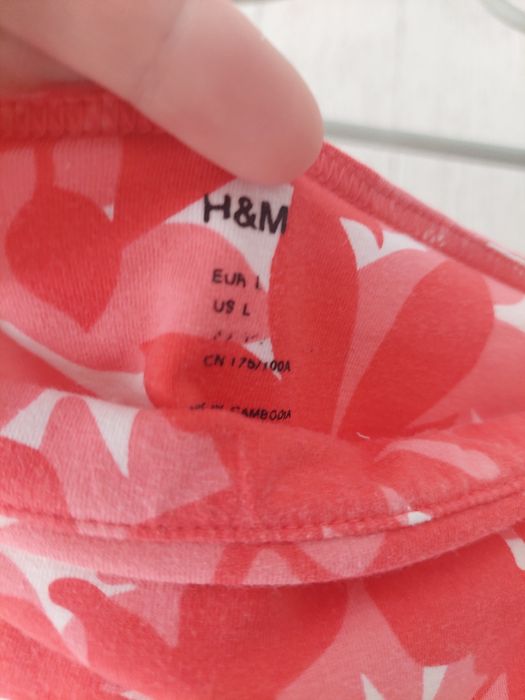 H&M
EUR L
US L
CN 175/100A
IN CAMBODIA